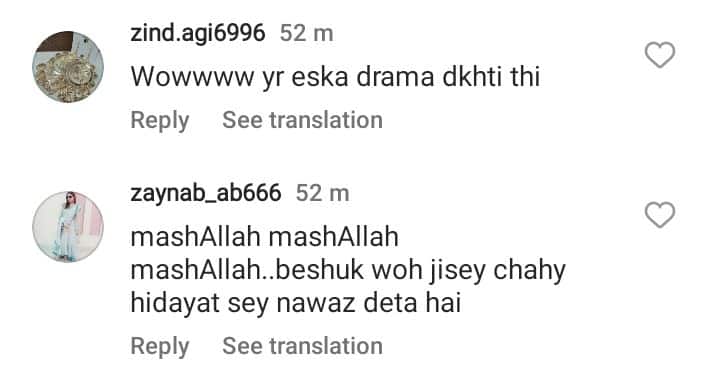 zind.agi6996 52 m
Wowwww yr eska drama dkhti thi
Reply See translation
zaynab_ab666 52 m
mashAllah mashAllah
mashAllah..beshuk woh jisey chahy
hidayat sey nawaz deta hai
Reply See translation